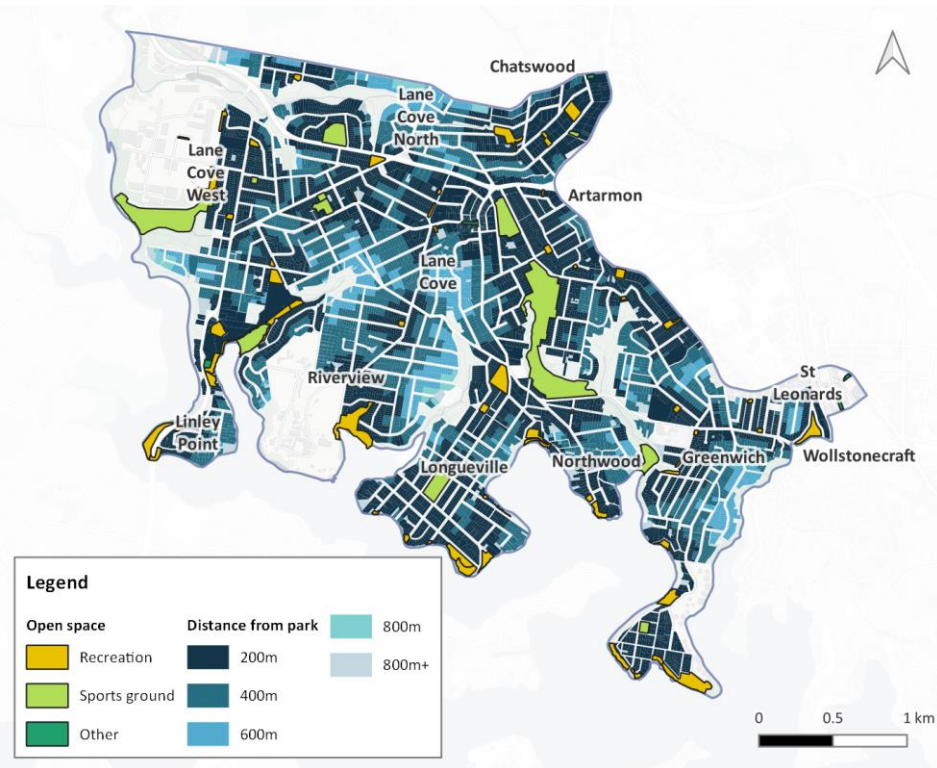 Chatswood
Lane
Cove
North
Lane
Cove
West
Artarmon
Lane
Cove
Riverview
St
Leonards
Linley
Point
Longueville
Northwood
Greenwich
Wollstonecraft
Legend
Open space
Recreation
Sports ground
Other
Distance from park
200m
400m
600m
800m
800m+
0 0.5 1 km